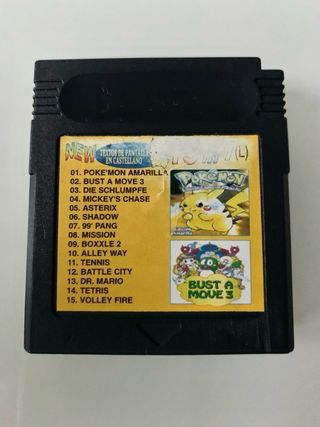 NEW
TEXTOS DE PANTALLA
EN CASTELLANO
(L)
01. POKE'MON AMARILLA
02. BUST A MOVE 3
03. DIE SCHLUMPFE
04. MICKEY'S CHASE
05. ASTERIX
06. SHADOW
07. 99' PANG
08. MISSION
09. BOXXLE 2
10. ALLEY WAY
11. TENNIS
12. BATTLE CITY
13. DR. MARIO
14. TETRIS
15. VOLLEY FIRE
POKéMON
BUST A
MOVE 3